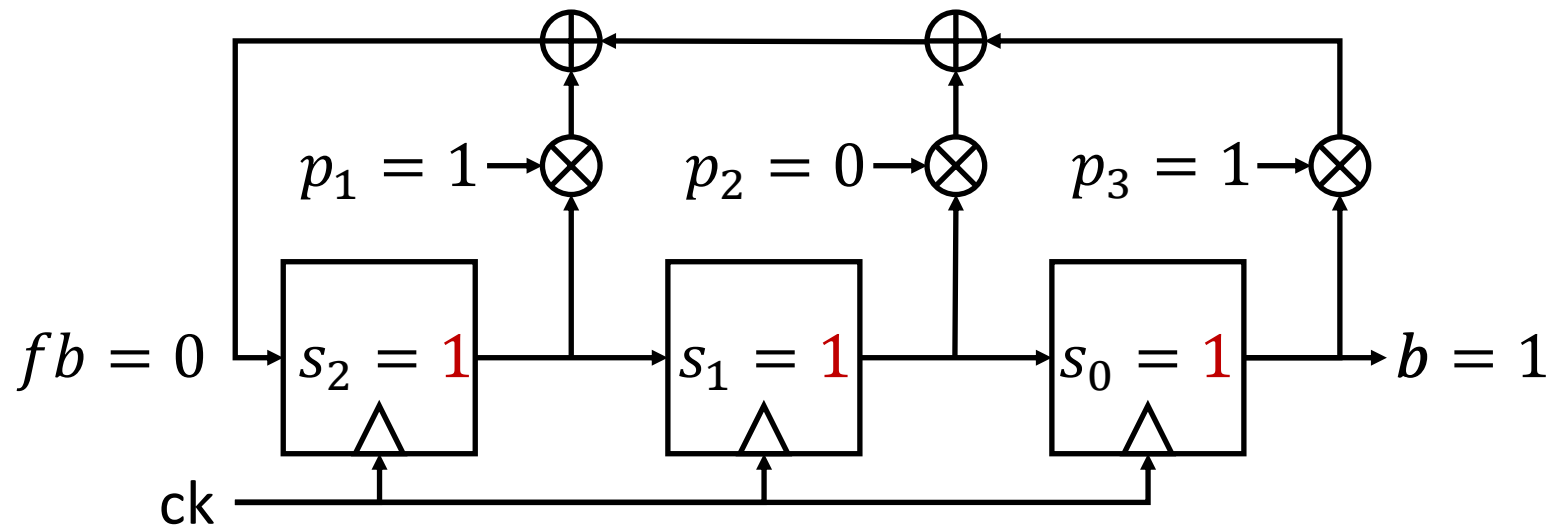 p₁ = 1
p₂ = 0
p₃ = 1
fb = 0
s₂ = 1
s₁ = 1
s₀ = 1
b = 1
ck